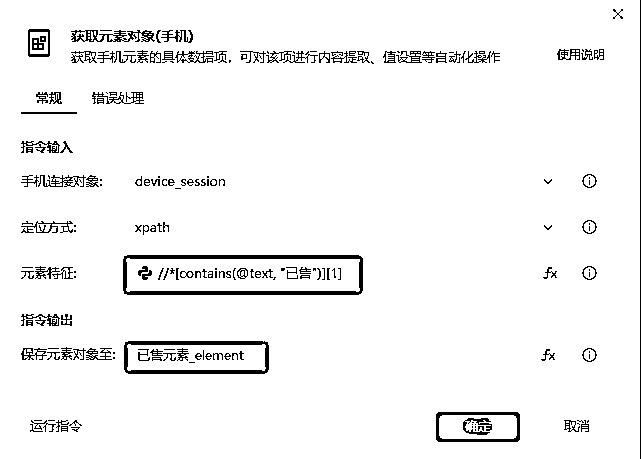 获取元素对象(手机)
获取手机元素的具体数据项，可对该项进行内容提取、值设置等自动化操作
使用说明
常规 错误处理
指令输入
手机连接对象: device_session
定位方式: xpath
元素特征: //*[contains(@text, "已售")][1] fx
指令输出
保存元素对象至: 已售元素_element fx
运行指令 确定 取消